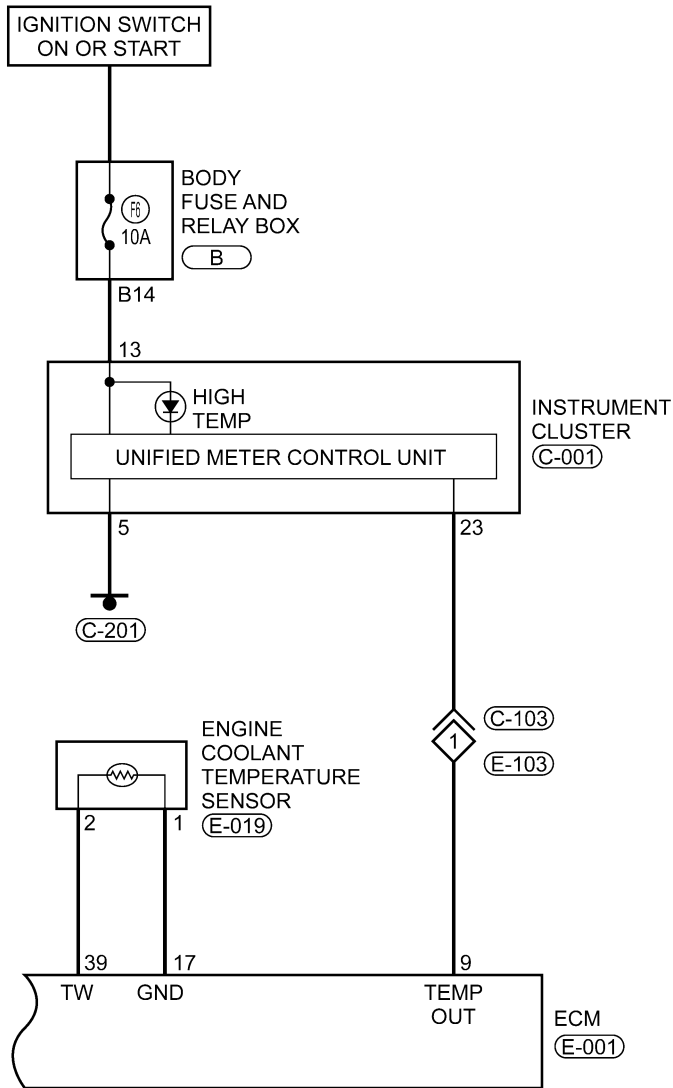 IGNITION SWITCH
ON OR START
BODY
FUSE AND
RELAY BOX
F6
10A
B
B14
13
HIGH
TEMP
UNIFIED METER CONTROL UNIT
INSTRUMENT
CLUSTER
C-001
5
23
C-201
C-103
1
E-103
ENGINE
COOLANT
TEMPERATURE
SENSOR
E-019
2
1
39
17
9
TW
GND
TEMP
OUT
ECM
E-001